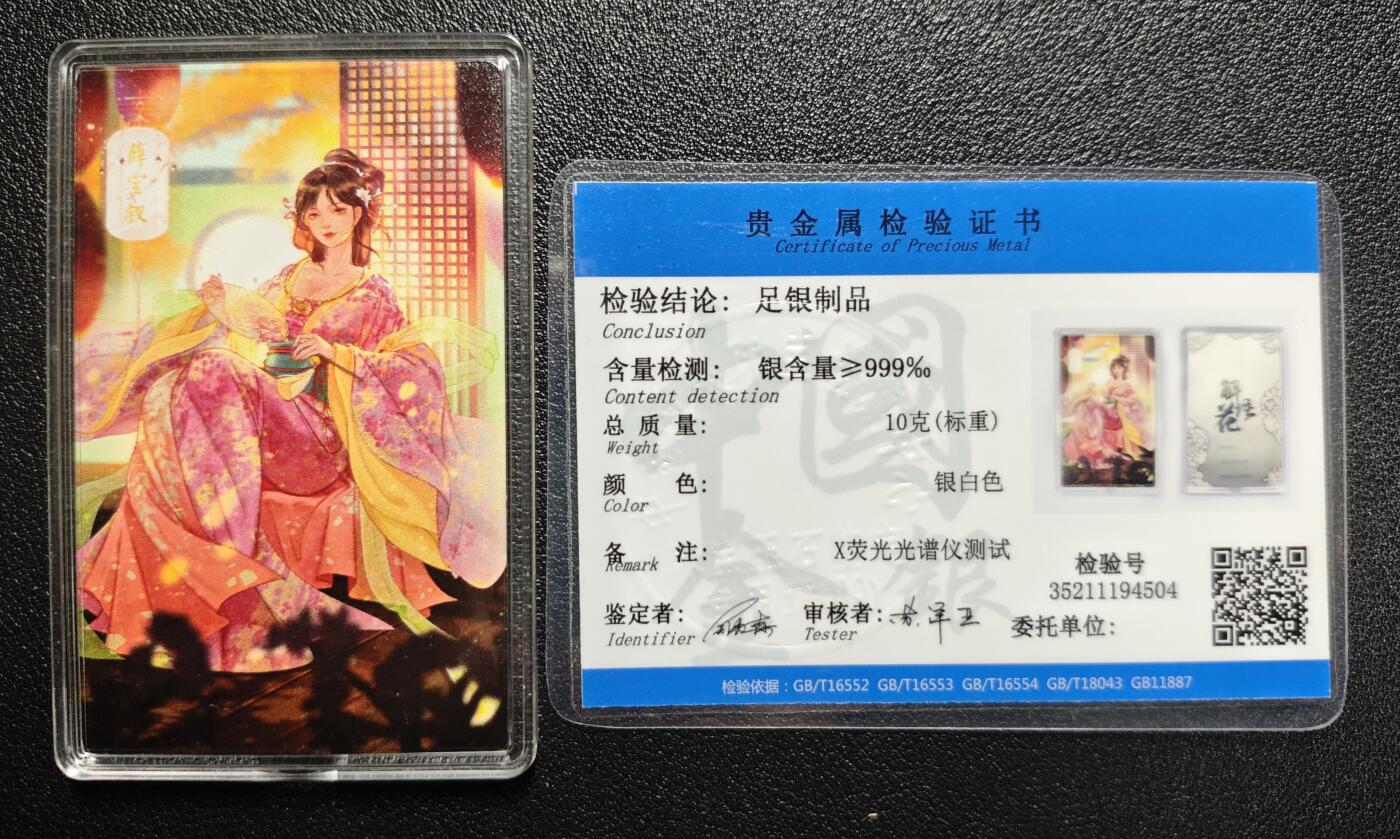 薛宝钗
贵金属检验证书
Certificate of Precious Metal
检验结论: 足银制品
Conclusion
含量检测: 银含量≥999‰
Content detection
总质量: 10克(标重)
Weight
颜色: 银白色
Color
备注: X荧光光谱仪测试
Remark
检验号
35211194504
鉴定者:
Identifier
审核者:
Tester
委托单位:
检验依据:GB/T16552 GB/T16553 GB/T16554 GB/T18043 GB11887
解语花